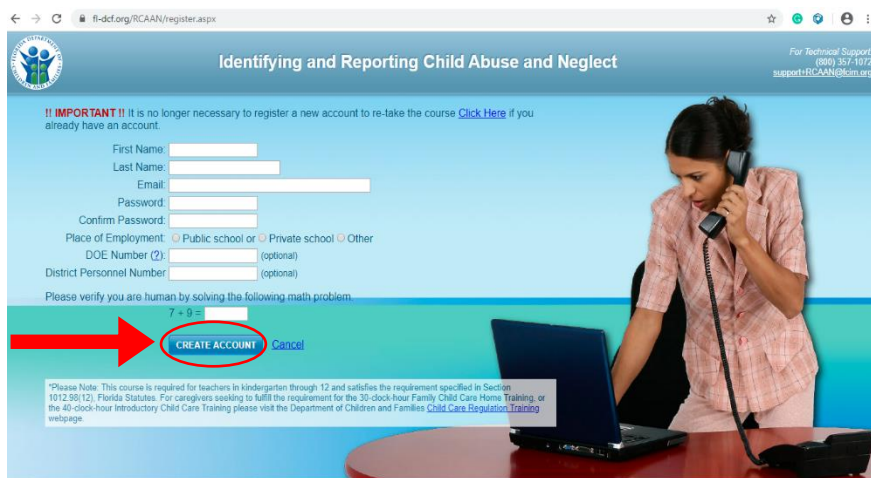 fl-dcf.org/RCAAN/register.aspx
Identifying and Reporting Child Abuse and Neglect
For Technical Support
(800) 357-1072
support+RCAAN@fcim.org
!! IMPORTANT !! It is no longer necessary to register a new account to re-take the course Click Here if you
already have an account.
First Name:
Last Name:
Email:
Password:
Confirm Password:
Place of Employment: Public school or Private school Other
DOE Number (?): (optional)
District Personnel Number (optional)
Please verify you are human by solving the following math problem.
7 + 9 =
CREATE ACCOUNT Cancel
*Please Note: This course is required for teachers in kindergarten through 12 and satisfies the requirement specified in Section
1012.98(12), Florida Statutes. For caregivers seeking to fulfill the requirement for the 30-clock-hour Family Child Care Home Training, or
the 40-clock-hour Introductory Child Care Training please visit the Department of Children and Families Child Care Regulation Training
webpage.